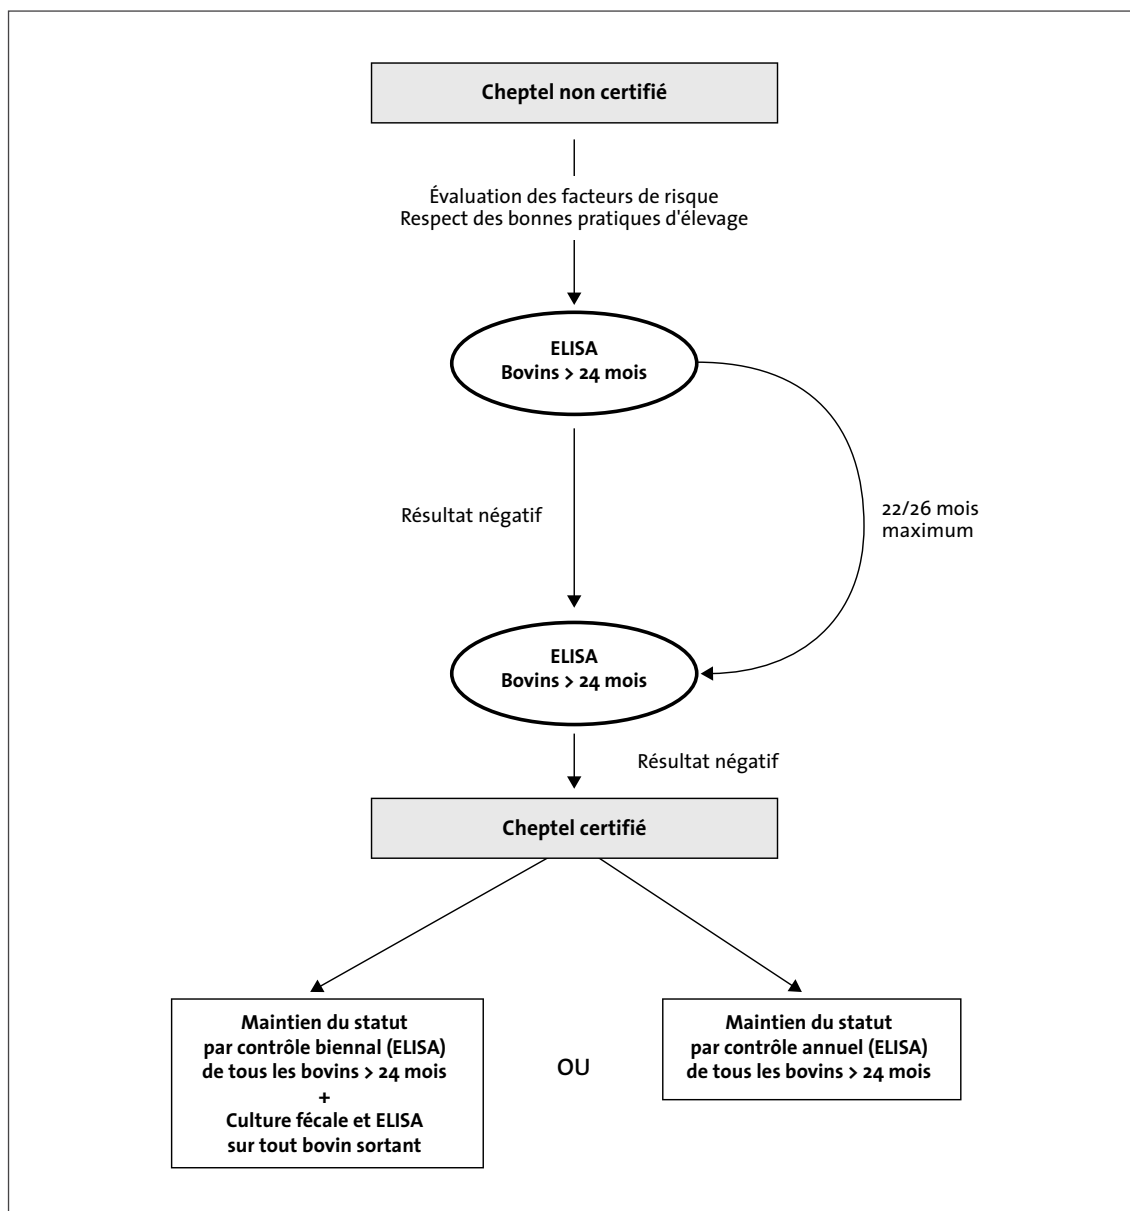 Cheptel non certifié
Évaluation des facteurs de risque
Respect des bonnes pratiques d'élevage
ELISA
Bovins > 24 mois
Résultat négatif
22/26 mois
maximum
ELISA
Bovins > 24 mois
Résultat négatif
Cheptel certifié
Maintien du statut
par contrôle biennal (ELISA)
de tous les bovins > 24 mois
+
Culture fécale et ELISA
sur tout bovin sortant
OU
Maintien du statut
par contrôle annuel (ELISA)
de tous les bovins > 24 mois